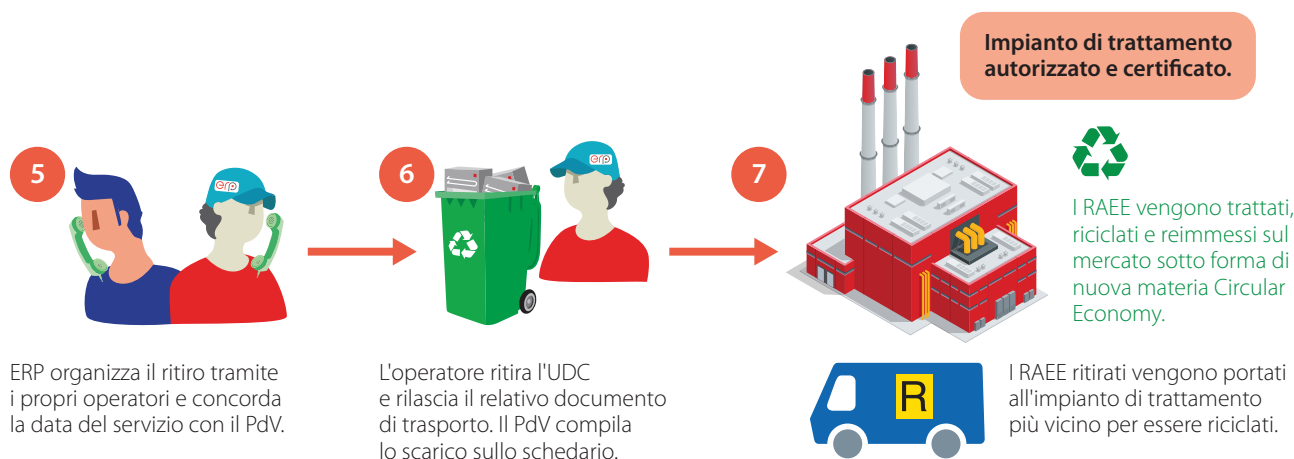 Impianto di trattamento
autorizzato e certificato.
5
erp
6
erp
7
I RAEE vengono trattati,
riciclati e reimmessi sul
mercato sotto forma di
nuova materia Circular
Economy.
ERP organizza il ritiro tramite
i propri operatori e concorda
la data del servizio con il PdV.
L'operatore ritira l'UDC
e rilascia il relativo documento
di trasporto. Il PdV compila
lo scarico sullo schedario.
R
I RAEE ritirati vengono portati
all'impianto di trattamento
più vicino per essere riciclati.